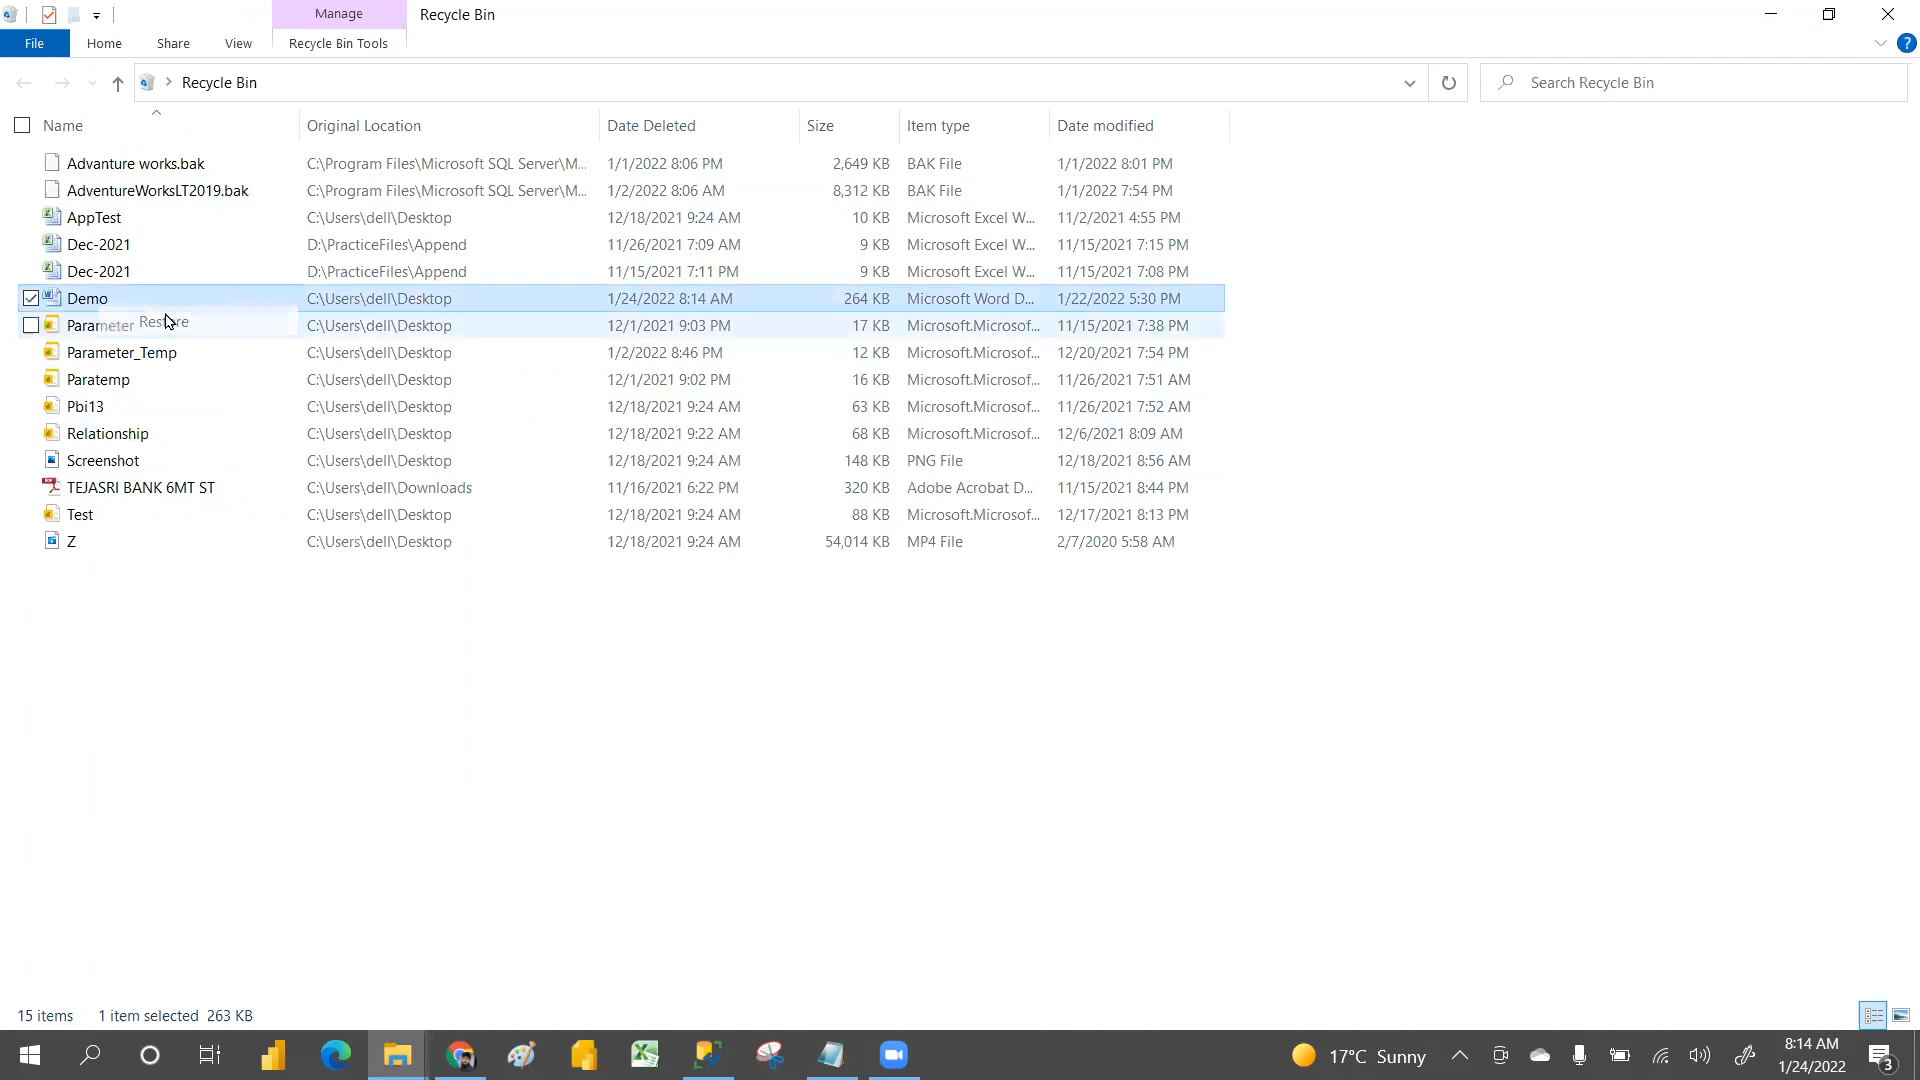 Manage
Recycle Bin
File
Home
Share
View
Recycle Bin Tools
?
Recycle Bin
Search Recycle Bin
Name
Original Location
Date Deleted
Size
Item type
Date modified
Advanture works.bak C:\Program Files\Microsoft SQL Server\M... 1/1/2022 8:06 PM 2,649 KB BAK File 1/1/2022 8:01 PM
AdventureWorksLT2019.bak C:\Program Files\Microsoft SQL Server\M... 1/2/2022 8:06 AM 8,312 KB BAK File 1/1/2022 7:54 PM
AppTest C:\Users\dell\Desktop 12/18/2021 9:24 AM 10 KB Microsoft Excel W... 11/2/2021 4:55 PM
Dec-2021 D:\PracticeFiles\Append 11/26/2021 7:09 AM 9 KB Microsoft Excel W... 11/15/2021 7:15 PM
Dec-2021 D:\PracticeFiles\Append 11/15/2021 7:11 PM 9 KB Microsoft Excel W... 11/15/2021 7:08 PM
Demo C:\Users\dell\Desktop 1/24/2022 8:14 AM 264 KB Microsoft Word D... 1/22/2022 5:30 PM
Restore
Parameter C:\Users\dell\Desktop 12/1/2021 9:03 PM 17 KB Microsoft.Microsof... 11/15/2021 7:38 PM
Parameter_Temp C:\Users\dell\Desktop 1/2/2022 8:46 PM 12 KB Microsoft.Microsof... 12/20/2021 7:54 PM
Paratemp C:\Users\dell\Desktop 12/1/2021 9:02 PM 16 KB Microsoft.Microsof... 11/26/2021 7:51 AM
Pbi13 C:\Users\dell\Desktop 12/18/2021 9:24 AM 63 KB Microsoft.Microsof... 11/26/2021 7:52 AM
Relationship C:\Users\dell\Desktop 12/18/2021 9:22 AM 68 KB Microsoft.Microsof... 12/6/2021 8:09 AM
Screenshot C:\Users\dell\Desktop 12/18/2021 9:24 AM 148 KB PNG File 12/18/2021 8:56 AM
TEJASRI BANK 6MT ST C:\Users\dell\Downloads 11/16/2021 6:22 PM 320 KB Adobe Acrobat D... 11/15/2021 8:44 PM
Test C:\Users\dell\Desktop 12/18/2021 9:24 AM 88 KB Microsoft.Microsof... 12/17/2021 8:13 PM
Z C:\Users\dell\Desktop 12/18/2021 9:24 AM 54,014 KB MP4 File 2/7/2020 5:58 AM
15 items 1 item selected 263 KB
17°C Sunny
8:14 AM
1/24/2022
3